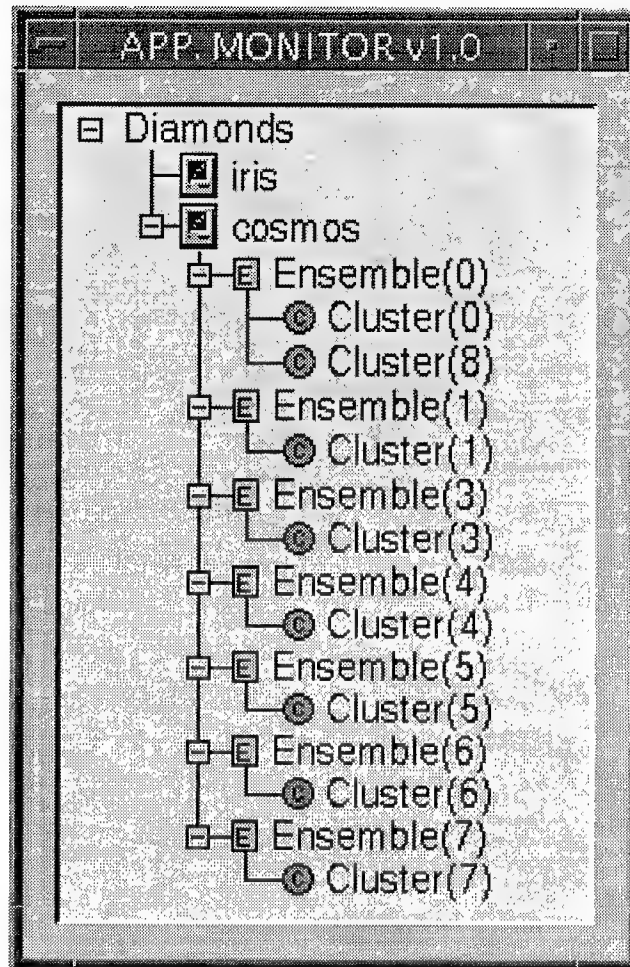 APP. MONITOR v1.0
Diamonds
iris
cosmos
E Ensemble(0)
C Cluster(0)
C Cluster(8)
E Ensemble(1)
C Cluster(1)
E Ensemble(3)
C Cluster(3)
E Ensemble(4)
C Cluster(4)
E Ensemble(5)
C Cluster(5)
E Ensemble(6)
C Cluster(6)
E Ensemble(7)
C Cluster(7)